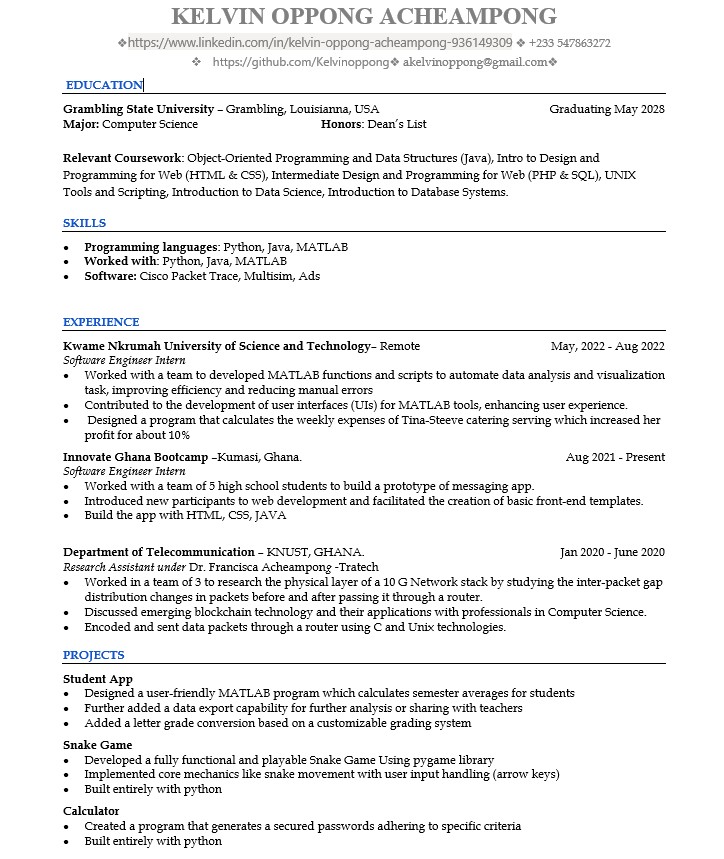 KELVIN OPPONG ACHEAMPONG
❖https://www.linkedin.com/in/kelvin-oppong-acheampong-936149309 ❖ +233 547863272
❖ https://github.com/Kelvinoppong❖ akelvinoppong@gmail.com❖
EDUCATION
Grambling State University – Grambling, Louisianna, USA Graduating May 2028
Major: Computer Science Honors: Dean’s List
Relevant Coursework: Object-Oriented Programming and Data Structures (Java), Intro to Design and
Programming for Web (HTML & CSS), Intermediate Design and Programming for Web (PHP & SQL), UNIX
Tools and Scripting, Introduction to Data Science, Introduction to Database Systems.
SKILLS
• Programming languages: Python, Java, MATLAB
• Worked with: Python, Java, MATLAB
• Software: Cisco Packet Trace, Multisim, Ads
EXPERIENCE
Kwame Nkrumah University of Science and Technology– Remote May, 2022 - Aug 2022
Software Engineer Intern
• Worked with a team to developed MATLAB functions and scripts to automate data analysis and visualization
task, improving efficiency and reducing manual errors
• Contributed to the development of user interfaces (UIs) for MATLAB tools, enhancing user experience.
• Designed a program that calculates the weekly expenses of Tina-Steeve catering serving which increased her
profit for about 10%
Innovate Ghana Bootcamp –Kumasi, Ghana. Aug 2021 - Present
Software Engineer Intern
• Worked with a team of 5 high school students to build a prototype of messaging app.
• Introduced new participants to web development and facilitated the creation of basic front-end templates.
• Build the app with HTML, CSS, JAVA
Department of Telecommunication – KNUST, GHANA. Jan 2020 - June 2020
Research Assistant under Dr. Francisca Acheampong -Tratech
• Worked in a team of 3 to research the physical layer of a 10 G Network stack by studying the inter-packet gap
distribution changes in packets before and after passing it through a router.
• Discussed emerging blockchain technology and their applications with professionals in Computer Science.
• Encoded and sent data packets through a router using C and Unix technologies.
PROJECTS
Student App
• Designed a user-friendly MATLAB program which calculates semester averages for students
• Further added a data export capability for further analysis or sharing with teachers
• Added a letter grade conversion based on a customizable grading system
Snake Game
• Developed a fully functional and playable Snake Game Using pygame library
• Implemented core mechanics like snake movement with user input handling (arrow keys)
• Built entirely with python
Calculator
• Created a program that generates a secured passwords adhering to specific criteria
• Built entirely with python